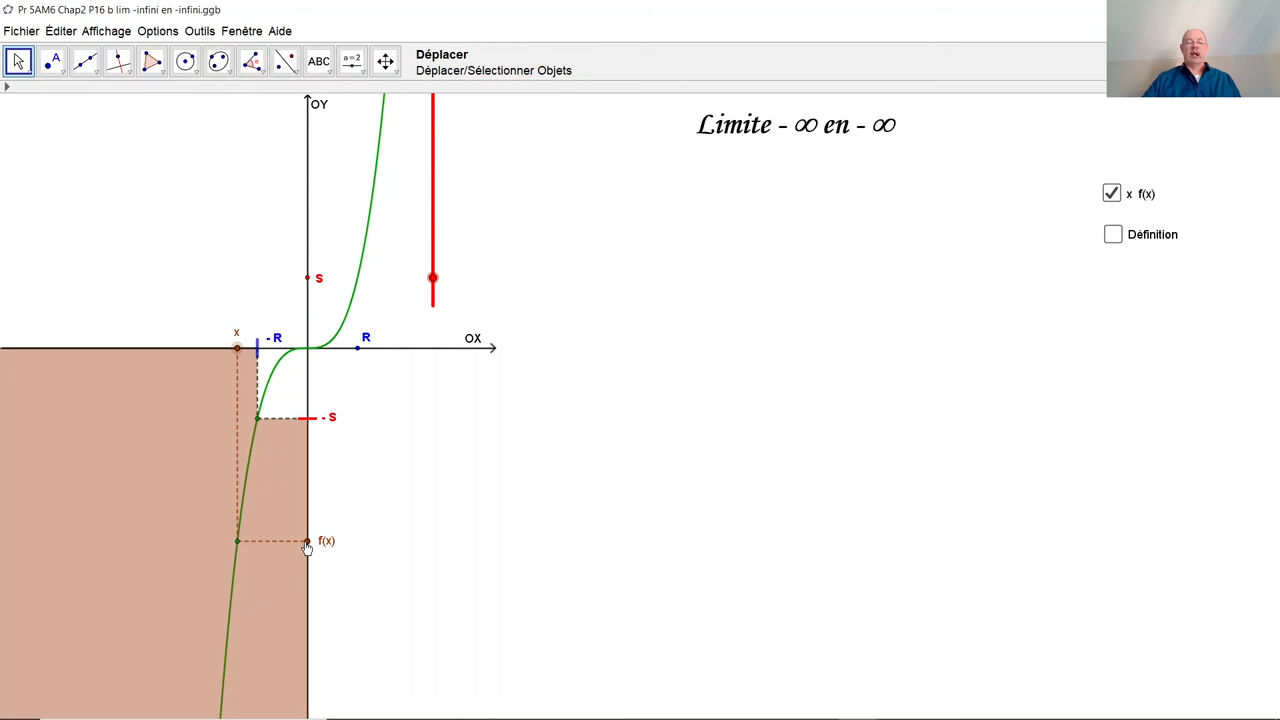 Pr 5AM6 Chap2 P16 b lim -infini en -infini.ggb
Fichier Éditer Affichage Options Outils Fenêtre Aide
A
ABC
a=2
Déplacer
Déplacer/Sélectionner Objets
OY
Limite - ∞ en - ∞
x f(x)
Définition
S
x
- R
R
OX
- S
f(x)